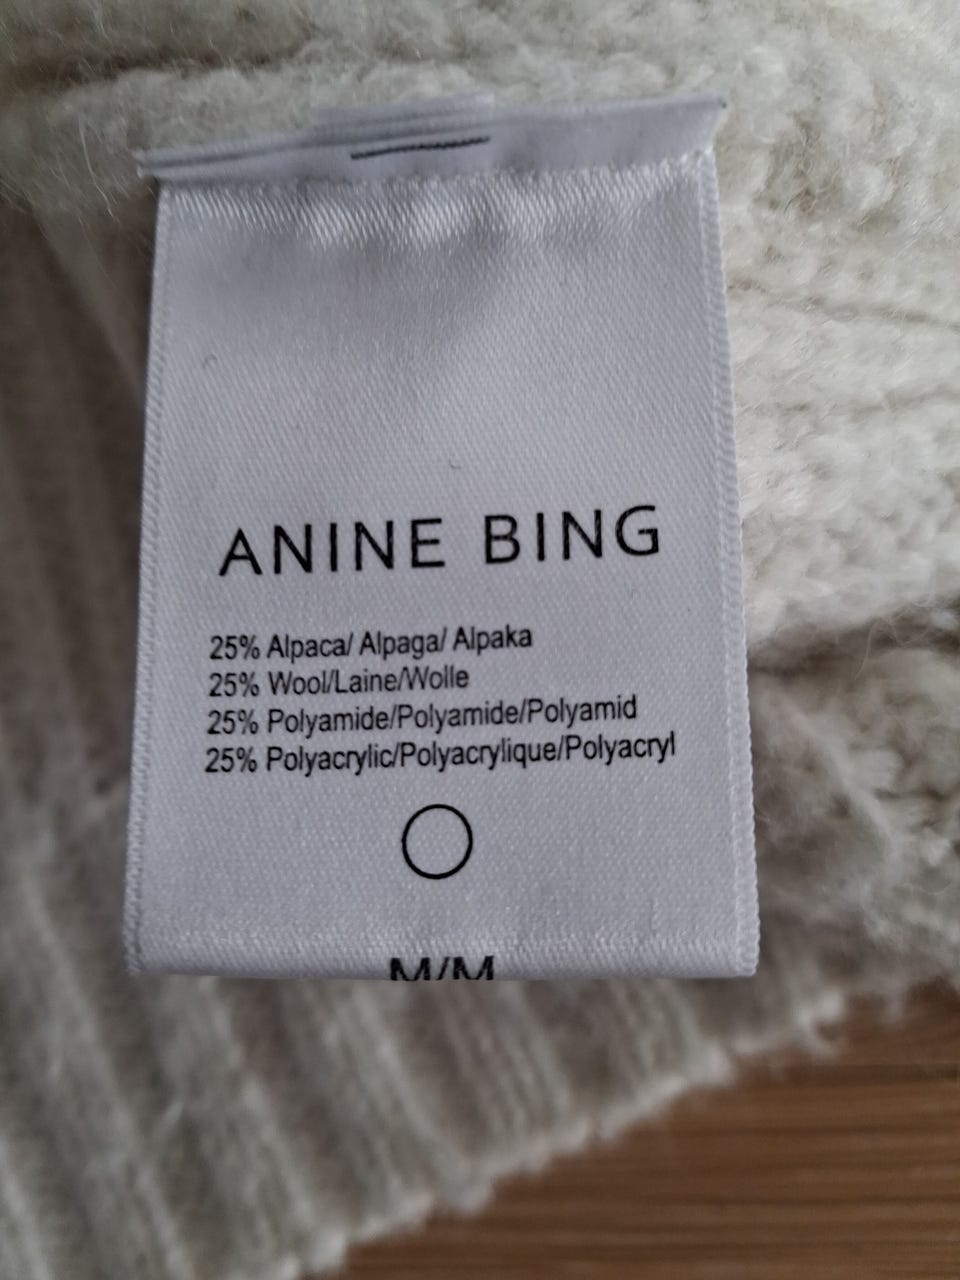 ANINE BING
25% Alpaca/ Alpaga/ Alpaka
25% Wool/Laine/Wolle
25% Polyamide/Polyamide/Polyamid
25% Polyacrylic/Polyacrylique/Polyacryl
M/M